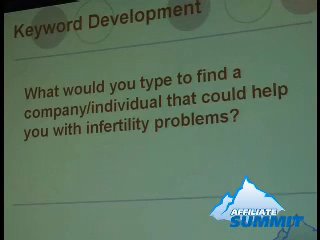 Keyword Development
What would you type to find a
company/individual that could help
you with infertility problems?
AFFILIATE
SUMMIT